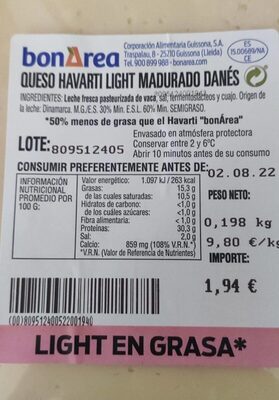 bonÀrea
Corporación Alimentaria Guissona, S.A.
Traspalau, 8 - 25210 Guissona (Lleida)
Tel. 900 899 988 - bonarea.com
ES
15.00689/NA
CE
QUESO HAVARTI LIGHT MADURADO DANÉS
INGREDIENTES: Leche fresca pasteurizada de vaca, sal, fermentos lácteos y cuajo. Origen de
la leche: Dinamarca. M.G./E.S. 30% Mín. E.S.L. 60% Mín. SEMIGRASO.
*50% menos de grasa que el Havarti "bonÀrea"
LOTE: 809512405
Envasado en atmósfera protectora
Conservar entre 2 y 6ºC
Abrir 10 minutos antes de su consumo
CONSUMIR PREFERENTEMENTE ANTES DE: 02.08.22
INFORMACIÓN NUTRICIONAL PROMEDIO POR 100 G:
Valor energético: 1.097 kJ / 263 kcal
Grasas: 15,3 g
de las cuales saturadas: 10,5 g
Hidratos de carbono: <1,0 g
de los cuales azúcares: <1,0 g
Fibra alimentaria: <1,0 g
Proteínas: 30,3 g
Sal: 2,0 g
Calcio: 859 mg (108% V.R.N.*)
*V.R.N. (Valor de Referencia de Nutrientes)
PESO NETO:
0,198 kg
9,80 €/kg
IMPORTE:
1,94 €
(00)80951240522001940
LIGHT EN GRASA*